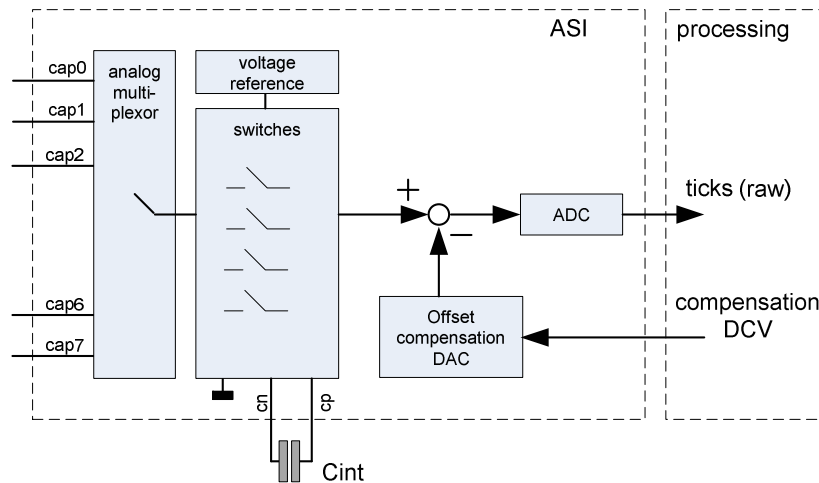 ASI
processing
cap0
cap1
cap2
cap6
cap7
analog
multi-
plexor
voltage
reference
switches
+
−
ADC
ticks (raw)
Offset
compensation
DAC
compensation
DCV
cn
cp
Cint